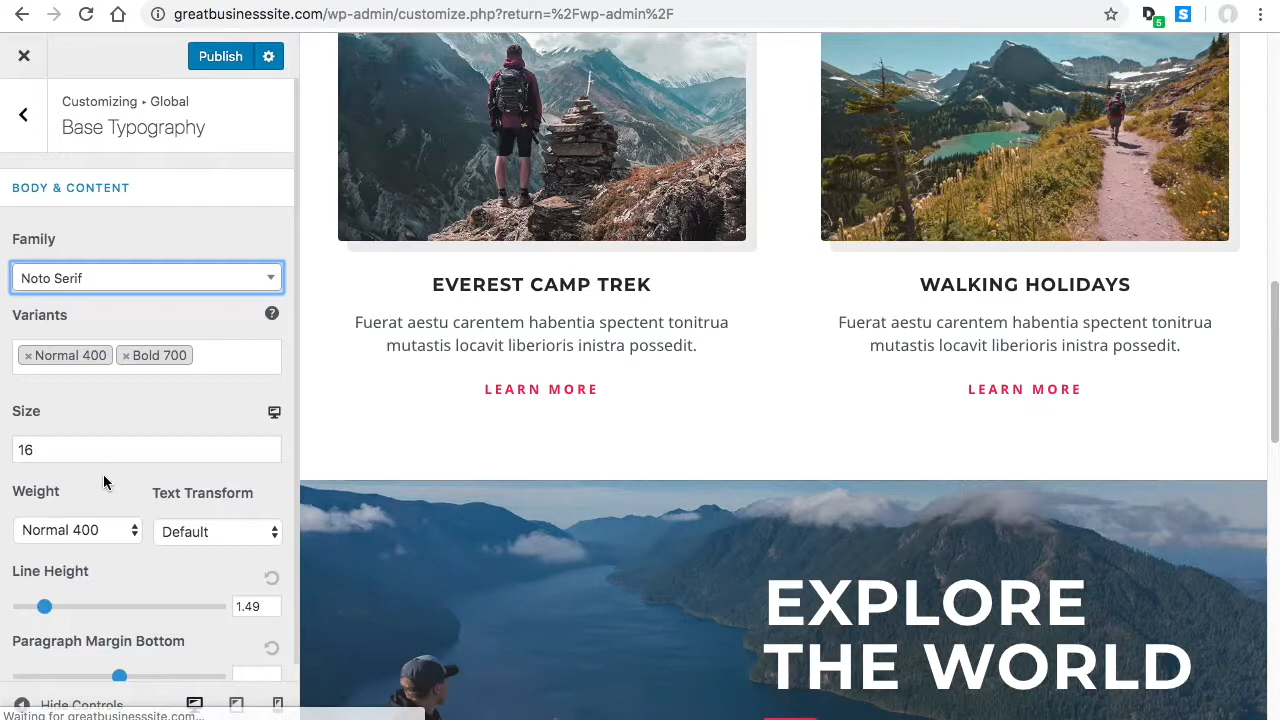 greatbusinesssite.com/wp-admin/customize.php?return=%2Fwp-admin%2F
D
5
S
Publish
Customizing ▸ Global
Base Typography
BODY & CONTENT
Family
Noto Serif
Variants
?
× Normal 400 × Bold 700
Size
16
Weight
Text Transform
Normal 400
Default
Line Height
1.49
Paragraph Margin Bottom
Hide Controls
Waiting for greatbusinesssite.com...
EVEREST CAMP TREK
Fuerat aestu carentem habentia spectent tonitrua
mutastis locavit liberioris inistra possedit.
LEARN MORE
WALKING HOLIDAYS
Fuerat aestu carentem habentia spectent tonitrua
mutastis locavit liberioris inistra possedit.
LEARN MORE
EXPLORE
THE WORLD